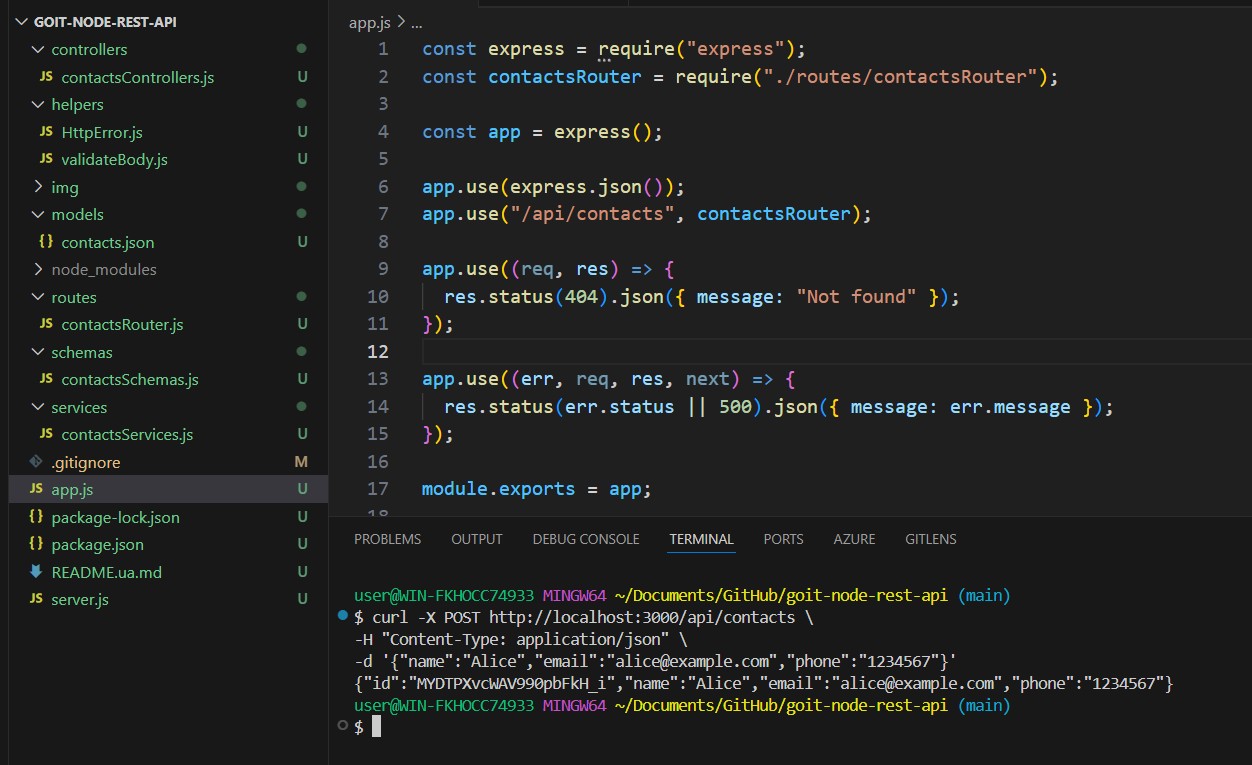 GOIT-NODE-REST-API
controllers
JS contactsControllers.js U
helpers
JS HttpError.js U
JS validateBody.js U
img
models
{} contacts.json U
node_modules
routes
JS contactsRouter.js U
schemas
JS contactsSchemas.js U
services
JS contactsServices.js U
.gitignore M
JS app.js U
{} package-lock.json U
{} package.json U
README.ua.md U
JS server.js U
app.js > ...
1 const express = require("express");
2 const contactsRouter = require("./routes/contactsRouter");
3
4 const app = express();
5
6 app.use(express.json());
7 app.use("/api/contacts", contactsRouter);
8
9 app.use((req, res) => {
10 res.status(404).json({ message: "Not found" });
11 });
12
13 app.use((err, req, res, next) => {
14 res.status(err.status || 500).json({ message: err.message });
15 });
16
17 module.exports = app;
18
PROBLEMS OUTPUT DEBUG CONSOLE TERMINAL PORTS AZURE GITLENS
user@WIN-FKHOCC74933 MINGW64 ~/Documents/GitHub/goit-node-rest-api (main)
$ curl -X POST http://localhost:3000/api/contacts \
-H "Content-Type: application/json" \
-d '{"name":"Alice","email":"alice@example.com","phone":"1234567"}'
{"id":"MYDTPXvcWAV990pbFkH_i","name":"Alice","email":"alice@example.com","phone":"1234567"}
user@WIN-FKHOCC74933 MINGW64 ~/Documents/GitHub/goit-node-rest-api (main)
$